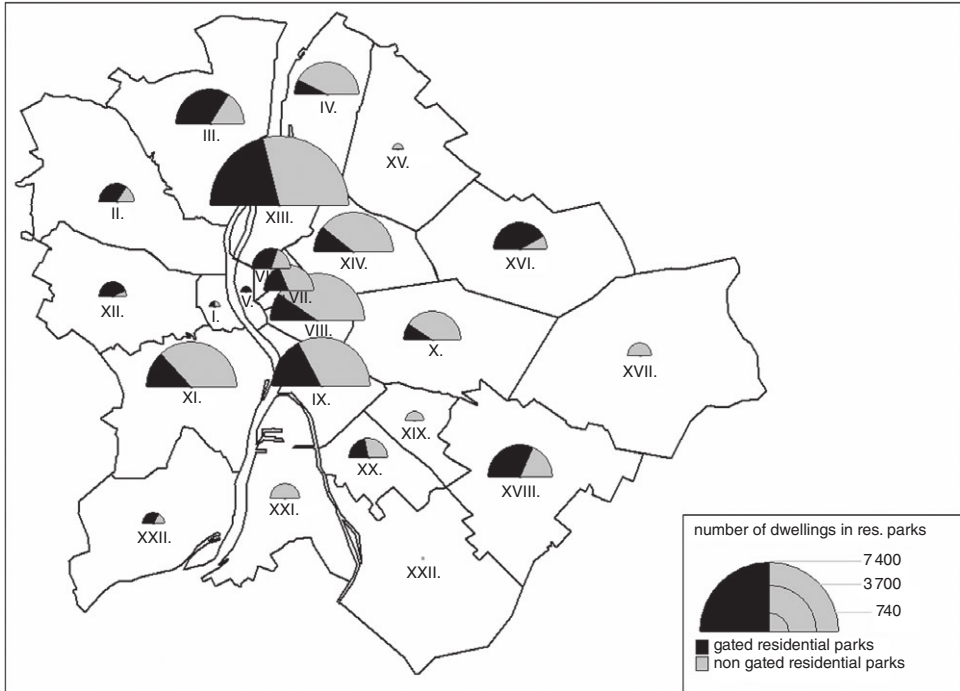 IV.
III.
XV.
II.
XIII.
XIV.
XVI.
VI.
VII.
XII.
I.
V.
VIII.
X.
XVII.
XI.
IX.
XIX.
XX.
XVIII.
XXI.
XXII.
XXII.
number of dwellings in res. parks
7 400
3 700
740
gated residential parks
non gated residential parks